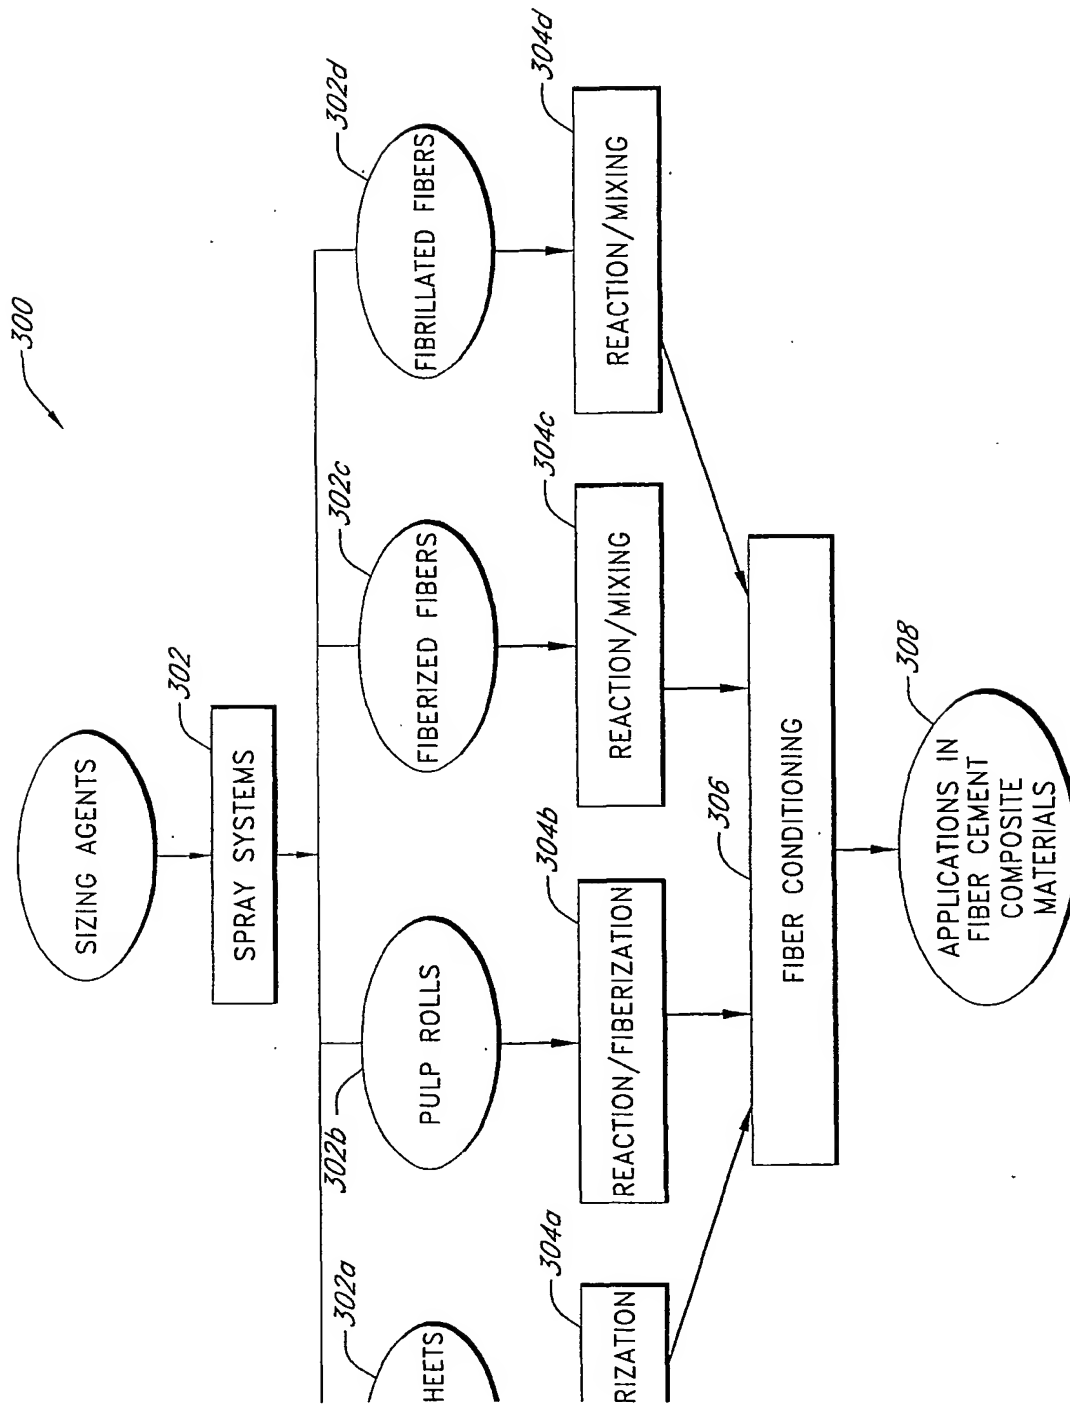 300
SIZING AGENTS
302
SPRAY SYSTEMS
302a
302b
302c
302d
HEETS
PULP ROLLS
FIBERIZED FIBERS
FIBRILLATED FIBERS
304a
304b
304c
304d
RIZATION
REACTION/FIBERIZATION
REACTION/MIXING
REACTION/MIXING
306
FIBER CONDITIONING
308
APPLICATIONS IN
FIBER CEMENT
COMPOSITE
MATERIALS